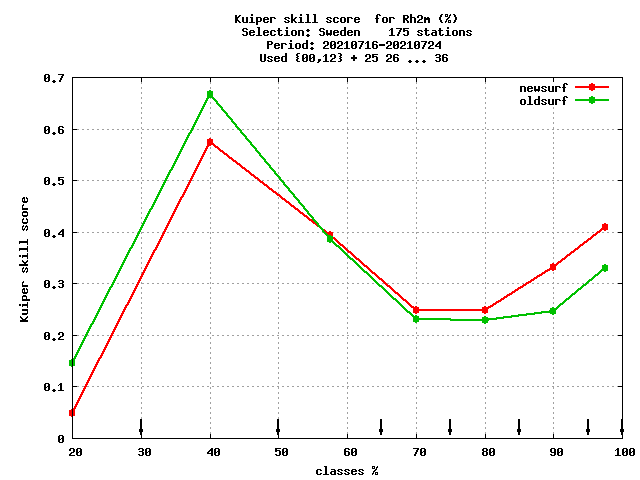 Kuiper skill score  for Rh2m (%)
Selection: Sweden    175 stations
Period: 20210716-20210724
Used {00,12} + 25 26 ... 36
newsurf
oldsurf
Kuiper skill score
0.7
0.6
0.5
0.4
0.3
0.2
0.1
0
20 30 40 50 60 70 80 90 100
classes %